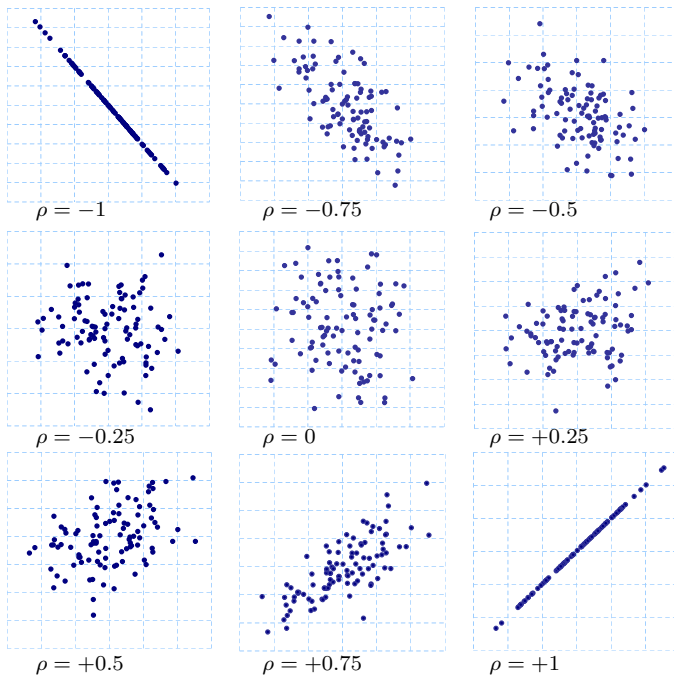 ρ = −1
ρ = −0.75
ρ = −0.5
ρ = −0.25
ρ = 0
ρ = +0.25
ρ = +0.5
ρ = +0.75
ρ = +1